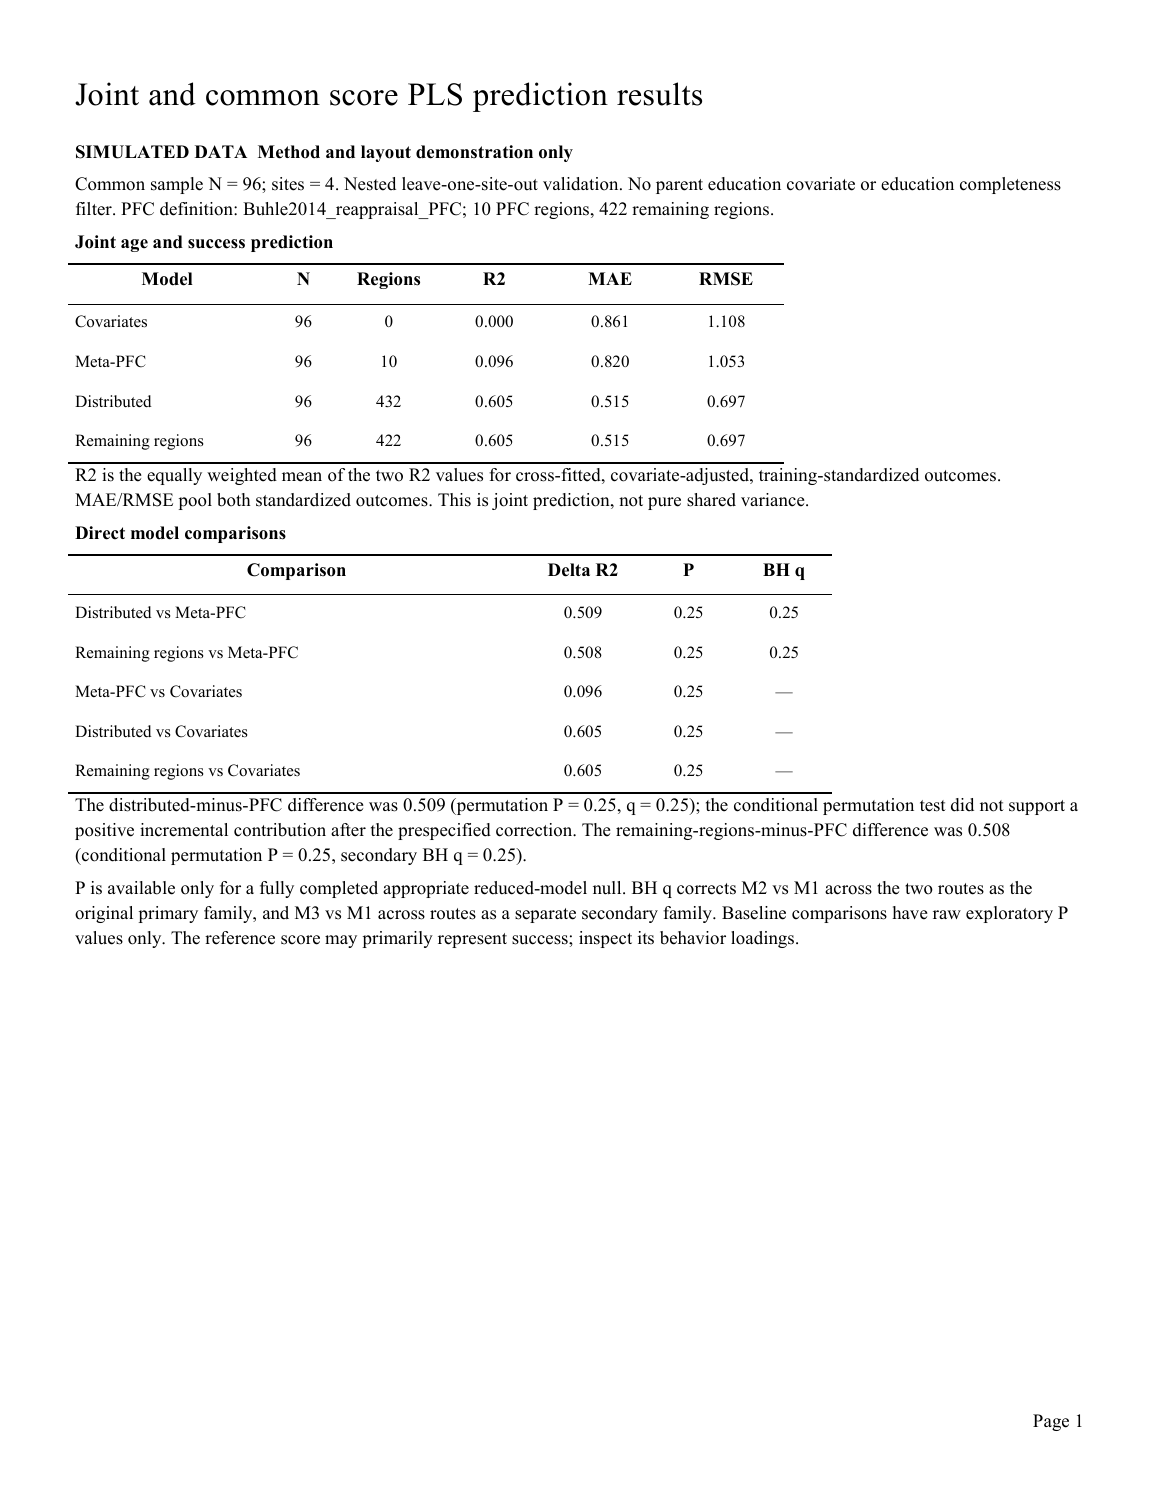 Joint and common score PLS prediction results
SIMULATED DATA  Method and layout demonstration only
Common sample N = 96; sites = 4. Nested leave-one-site-out validation. No parent education covariate or education completeness
filter. PFC definition: Buhle2014_reappraisal_PFC; 10 PFC regions, 422 remaining regions.
Joint age and success prediction
Model N Regions R2 MAE RMSE
Covariates 96 0 0.000 0.861 1.108
Meta-PFC 96 10 0.096 0.820 1.053
Distributed 96 432 0.605 0.515 0.697
Remaining regions 96 422 0.605 0.515 0.697
R2 is the equally weighted mean of the two R2 values for cross-fitted, covariate-adjusted, training-standardized outcomes.
MAE/RMSE pool both standardized outcomes. This is joint prediction, not pure shared variance.
Direct model comparisons
Comparison Delta R2 P BH q
Distributed vs Meta-PFC 0.509 0.25 0.25
Remaining regions vs Meta-PFC 0.508 0.25 0.25
Meta-PFC vs Covariates 0.096 0.25 —
Distributed vs Covariates 0.605 0.25 —
Remaining regions vs Covariates 0.605 0.25 —
The distributed-minus-PFC difference was 0.509 (permutation P = 0.25, q = 0.25); the conditional permutation test did not support a
positive incremental contribution after the prespecified correction. The remaining-regions-minus-PFC difference was 0.508
(conditional permutation P = 0.25, secondary BH q = 0.25).
P is available only for a fully completed appropriate reduced-model null. BH q corrects M2 vs M1 across the two routes as the
original primary family, and M3 vs M1 across routes as a separate secondary family. Baseline comparisons have raw exploratory P
values only. The reference score may primarily represent success; inspect its behavior loadings.
Page 1